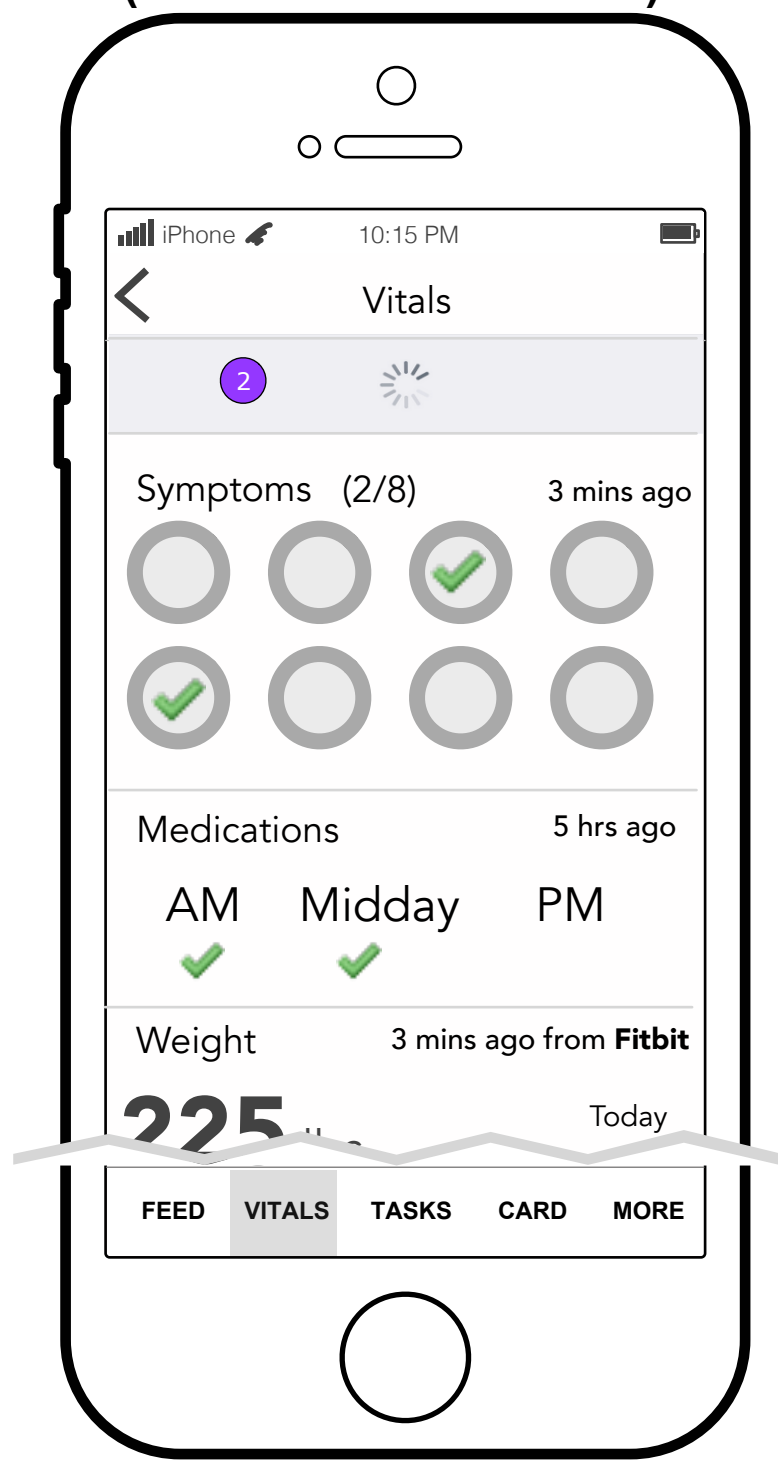 iPhone 10:15 PM
Vitals
2
Symptoms (2/8) 3 mins ago
Medications 5 hrs ago
AM Midday PM
Weight 3 mins ago from Fitbit
225 Today
FEED VITALS TASKS CARD MORE